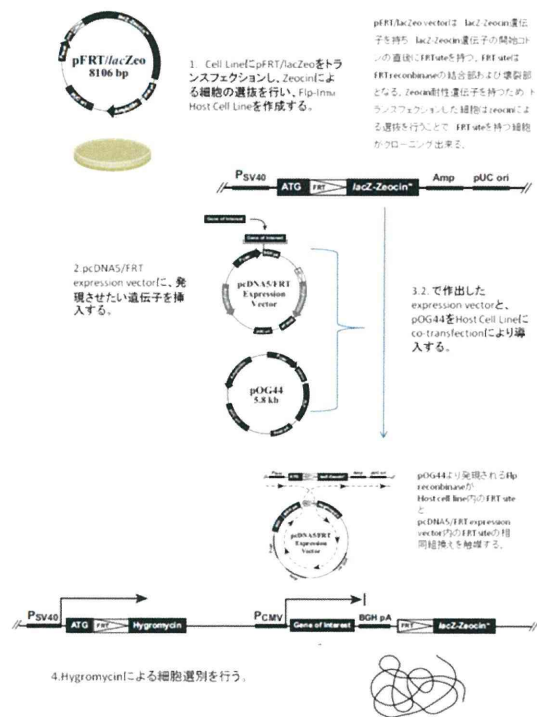 pFRT/lacZeo
8106 bp
1. Cell LineにpFRT/lacZeoをト
ランスフェクションし、Zeocinによ
る細胞の選抜を行い、Flp-Inw
Host Cell Lineを作成する。
pFRT/lacZeo vectorは lacZ-Zeocin遺伝
子を持ち lacZ-Zeocin遺伝子の開始コド
ンの直後にFRTsiteを持つ。FRT siteは
FRTrecombinaseの結合部および壊裂部
となる。Zeocin耐性遺伝子を持つため、ト
ランスフェクションした細胞はzeocinによ
る選抜を行うことで FRTsiteを持つ細胞
がクローニング出来る。
PSV40 ATG FRT lacZ-Zeocin™ Amp pUC ori
Gene of Interest
Gene of Interest
2.pcDNA5/FRT
expression vectorに、発
現させたい遺伝子を挿
入する。
pcDNA5/FRT
Expression
Vector
3.2.で作出した
expression vectorと、
pOG44をHost Cell Lineに
co-transfectionにより導
入する。
pOG44
5.8 kb
pcDNA5/FRT
Expression
Vector
pOG44より発現されるFlp
recombinaseが
Host cell line内のFRT site
と
pcDNA5/FRT expression
vector内のFRT siteの相
同組換えを触媒する。
PSV40 ATG FRT Hygromycin PCMV Gene of Interest BGH pA FRT lacZ-Zeocin™
4.Hygromycinによる細胞選別を行う。